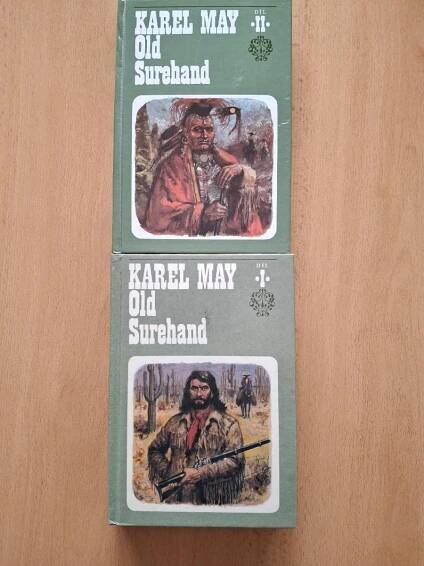 KAREL MAY
Old
Surehand
DÍL
·II·
KAREL MAY
Old
Surehand
DÍL
·I·